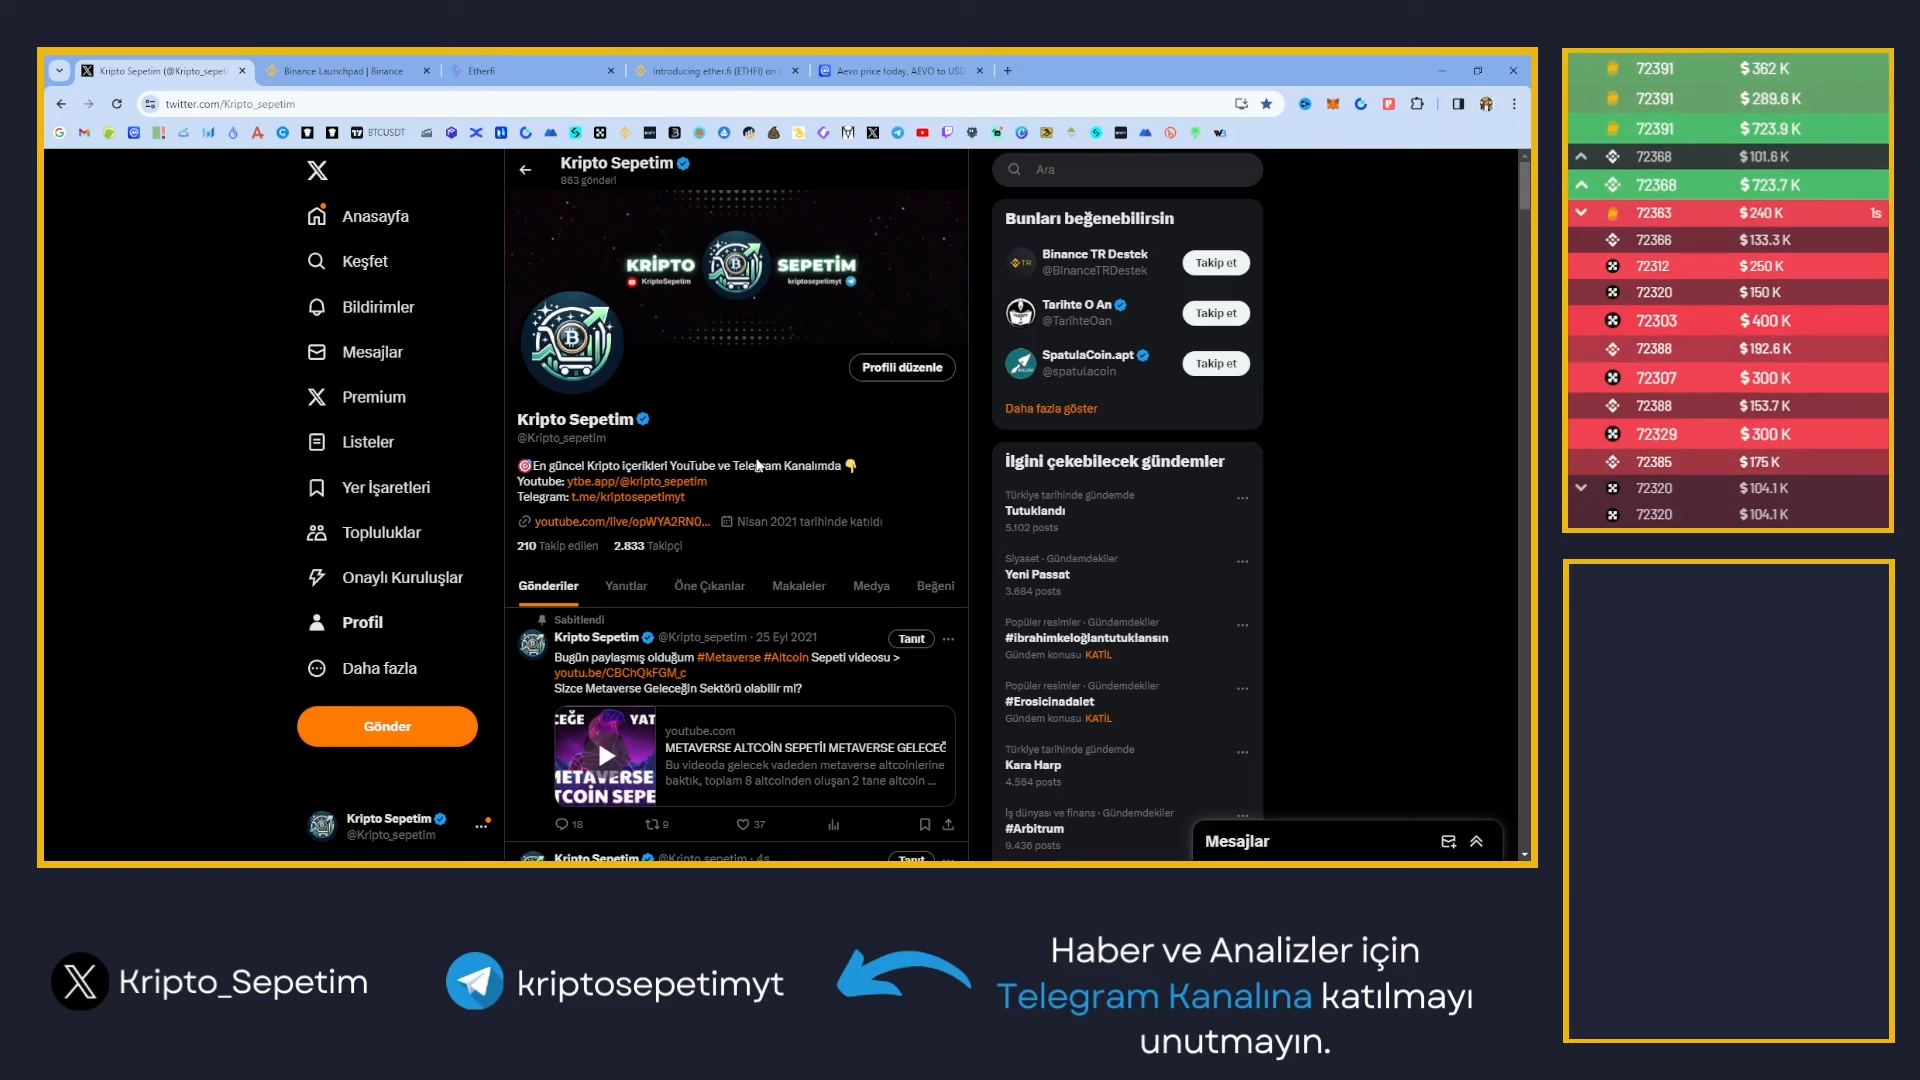 Kripto Sepetim (@Kripto_sepeti
Binance Launchpad | Binance
Etherfi
Introducing ether.fi (ETHFI) on
Aevo price today, AEVO to USD
twitter.com/Kripto_sepetim
BTCUSDT
Anasayfa
Keşfet
Bildirimler
Mesajlar
Premium
Listeler
Yer İşaretleri
Topluluklar
Onaylı Kuruluşlar
Profil
Daha fazla
Gönder
Kripto Sepetim
@Kripto_sepetim
Kripto Sepetim
863 gönderi
KRİPTO SEPETİM
KriptoSepetim
kriptosepetimyt
Profili düzenle
Kripto Sepetim
@Kripto_sepetim
En güncel Kripto içerikleri YouTube ve Telegram Kanalımda
Youtube: ytbe.app/@kripto_sepetim
Telegram: t.me/kriptosepetimyt
youtube.com/live/opWYA2RN0... Nisan 2021 tarihinde katıldı
210 Takip edilen 2.833 Takipçi
Gönderiler Yanıtlar Öne Çıkanlar Makaleler Medya Beğeni
Sabitlendi
Kripto Sepetim @Kripto_sepetim · 25 Eyl 2021
Tanıt
Bugün paylaşmış olduğum #Metaverse #Altcoin Sepeti videosu >
youtu.be/CBChQkFGM_c
Sizce Metaverse Geleceğin Sektörü olabilir mi?
CEĞE YAT
METAVERSE
TCOİN SEPE
youtube.com
METAVERSE ALTCOİN SEPETİ! METAVERSE GELECEĞ
Bu videoda gelecek vadeden metaverse altcoinlerine
baktık, toplam 8 altcoinden oluşan 2 tane altcoin ...
18 9 37
Kripto Sepetim @Kripto_sepetim · 4s
Tanıt
Ara
Bunları beğenebilirsin
Binance TR Destek
@BinanceTRDestek
Takip et
Tarihte O An
@TarihteOan
Takip et
SpatulaCoin.apt
@spatulacoin
Takip et
Daha fazla göster
İlgini çekebilecek gündemler
Türkiye tarihinde gündemde
Tutuklandı
5.102 posts
Siyaset · Gündemdekiler
Yeni Passat
3.684 posts
Popüler resimler · Gündemdekiler
#ibrahimkeloğlantutuklansın
Gündem konusu KATİL
Popüler resimler · Gündemdekiler
#Erosicinadalet
Gündem konusu KATİL
Türkiye tarihinde gündemde
Kara Harp
4.564 posts
İş dünyası ve finans · Gündemdekiler
#Arbitrum
9.436 posts
Mesajlar
72391 $362 K
72391 $289.6 K
72391 $723.9 K
72368 $101.6 K
72368 $723.7 K
72363 $240 K 1s
72366 $133.3 K
72312 $250 K
72320 $150 K
72303 $400 K
72388 $192.6 K
72307 $300 K
72388 $153.7 K
72329 $300 K
72385 $175 K
72320 $104.1 K
72320 $104.1 K
Kripto_Sepetim
kriptosepetimyt
Haber ve Analizler için
Telegram Kanalına katılmayı
unutmayın.